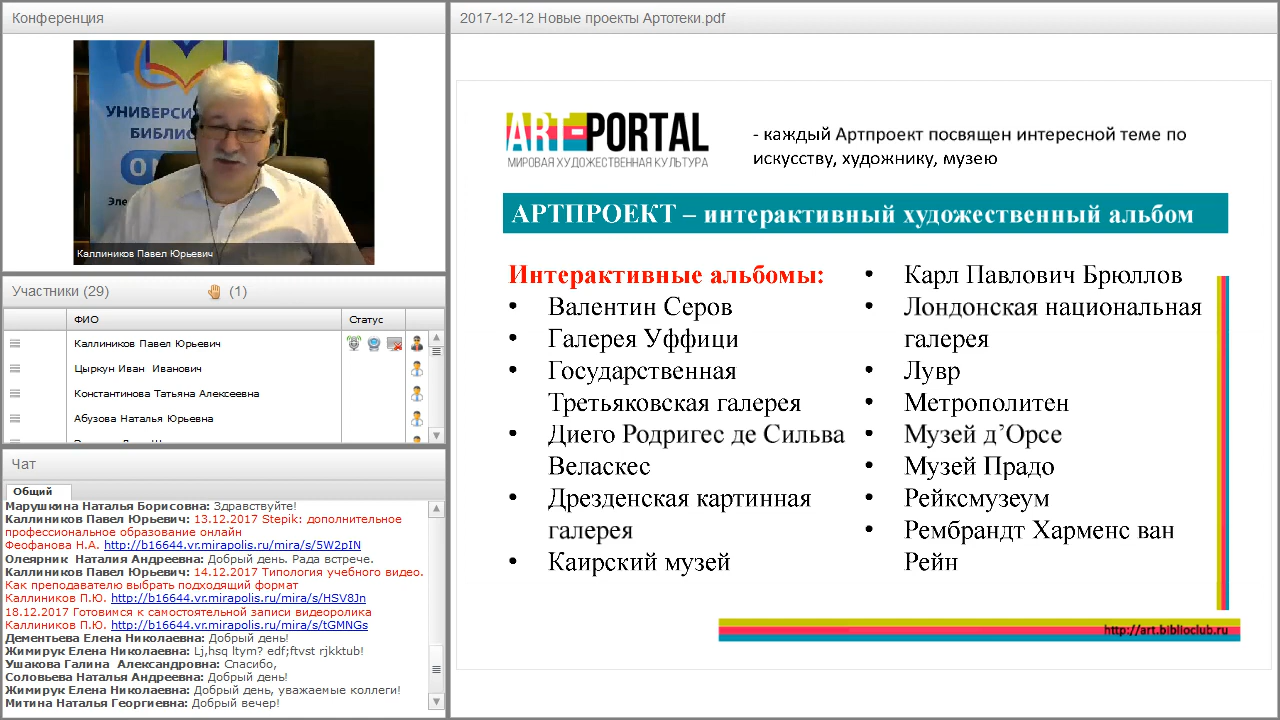 Конференция
УНИВЕРСИ
БИБЛИО
Эле
Каллиников Павел Юрьевич
Участники (29)
(1)
ФИО
Статус
Каллиников Павел Юрьевич
Цыркун Иван Иванович
Константинова Татьяна Алексеевна
Абузова Наталья Юрьевна
Чат
Общий
Марушкина Наталья Борисовна: Здравствуйте!
Каллиников Павел Юрьевич: 13.12.2017 Stepik: дополнительное
профессиональное образование онлайн
Феофанова Н.А. http://b16644.vr.mirapolis.ru/mira/s/5W2pIN
Олеярник Наталия Андреевна: Добрый день. Рада встрече.
Каллиников Павел Юрьевич: 14.12.2017 Типология учебного видео.
Как преподавателю выбрать подходящий формат
Каллиников П.Ю. http://b16644.vr.mirapolis.ru/mira/s/HSV8Jn
18.12.2017 Готовимся к самостоятельной записи видеоролика
Каллиников П.Ю. http://b16644.vr.mirapolis.ru/mira/s/tGMNGs
Дементьева Елена Николаевна: Добрый день!
Жимирук Елена Николаевна: Lj,hsq ltym? edf;ftvst rjkktub!
Ушакова Галина Александровна: Спасибо,
Соловьева Наталья Андреевна: Добрый день!
Жимирук Елена Николаевна: Добрый день, уважаемые коллеги!
Митина Наталья Георгиевна: Добрый вечер!
2017-12-12 Новые проекты Артотеки.pdf
ART-PORTAL
МИРОВАЯ ХУДОЖЕСТВЕННАЯ КУЛЬТУРА
- каждый Артпроект посвящен интересной теме по
искусству, художнику, музею
АРТПРОЕКТ – интерактивный художественный альбом
Интерактивные альбомы:
• Валентин Серов
• Галерея Уффици
• Государственная
Третьяковская галерея
• Диего Родригес де Сильва
Веласкес
• Дрезденская картинная
галерея
• Каирский музей
• Карл Павлович Брюллов
• Лондонская национальная
галерея
• Лувр
• Метрополитен
• Музей д’Орсе
• Музей Прадо
• Рейксмузеум
• Рембрандт Харменс ван
Рейн
http://art.biblioclub.ru